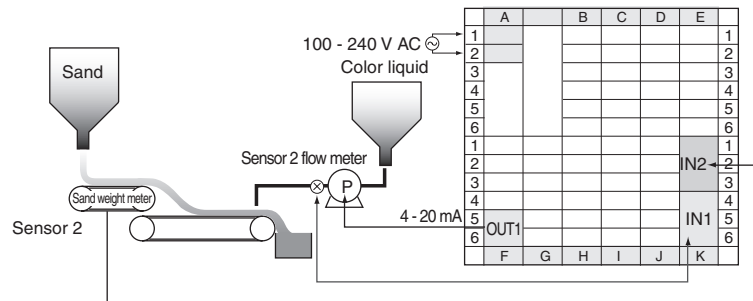 A B C D E
100 - 240 V AC
1 1
2 2
3 3
4 4
5 5
6 6
Sand
Color liquid
Sensor 2 flow meter
P
1 1
2 IN2 2
3 3
Sand weight meter
4 4
4 - 20 mA 5 OUT1 IN1 5
Sensor 2
6 6
F G H I J K